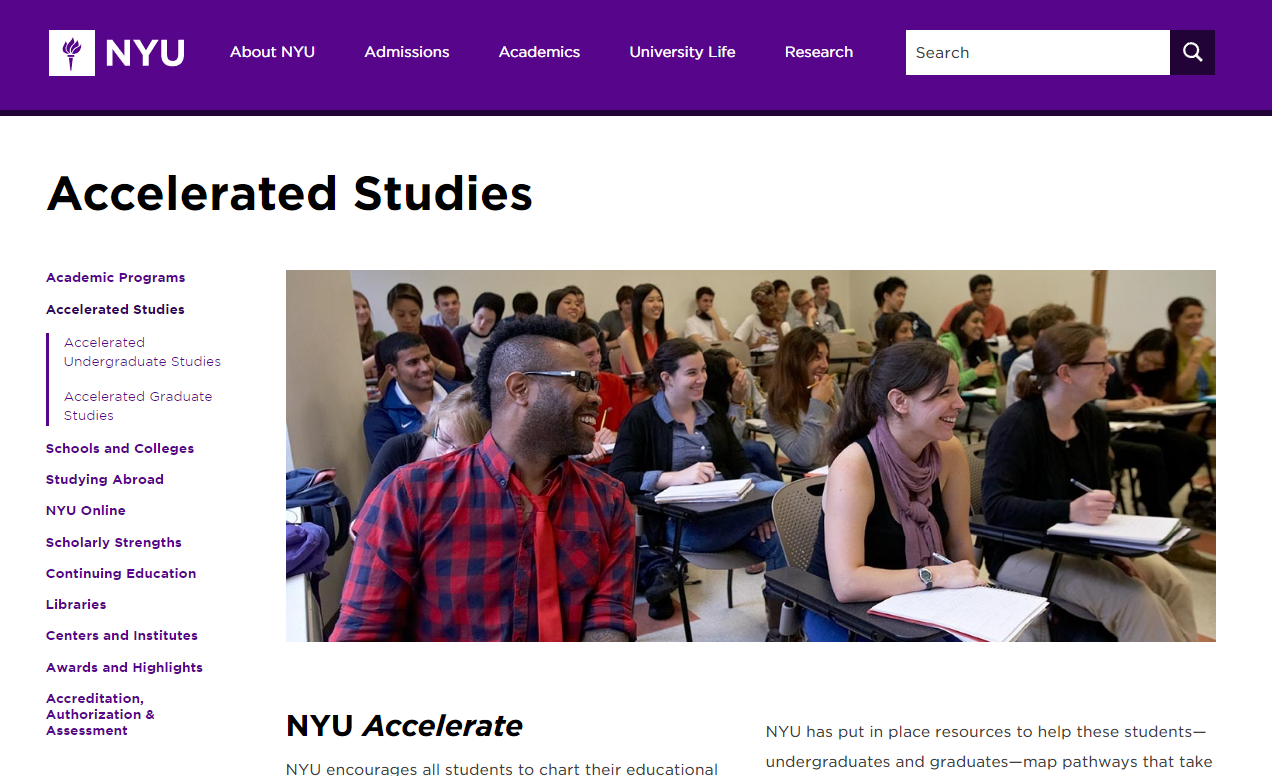 NYU
About NYU
Admissions
Academics
University Life
Research
Search
Accelerated Studies
Academic Programs
Accelerated Studies
Accelerated
Undergraduate Studies
Accelerated Graduate
Studies
Schools and Colleges
Studying Abroad
NYU Online
Scholarly Strengths
Continuing Education
Libraries
Centers and Institutes
Awards and Highlights
Accreditation,
Authorization &
Assessment
NYU Accelerate
NYU encourages all students to chart their educational
NYU has put in place resources to help these students—
undergraduates and graduates—map pathways that take